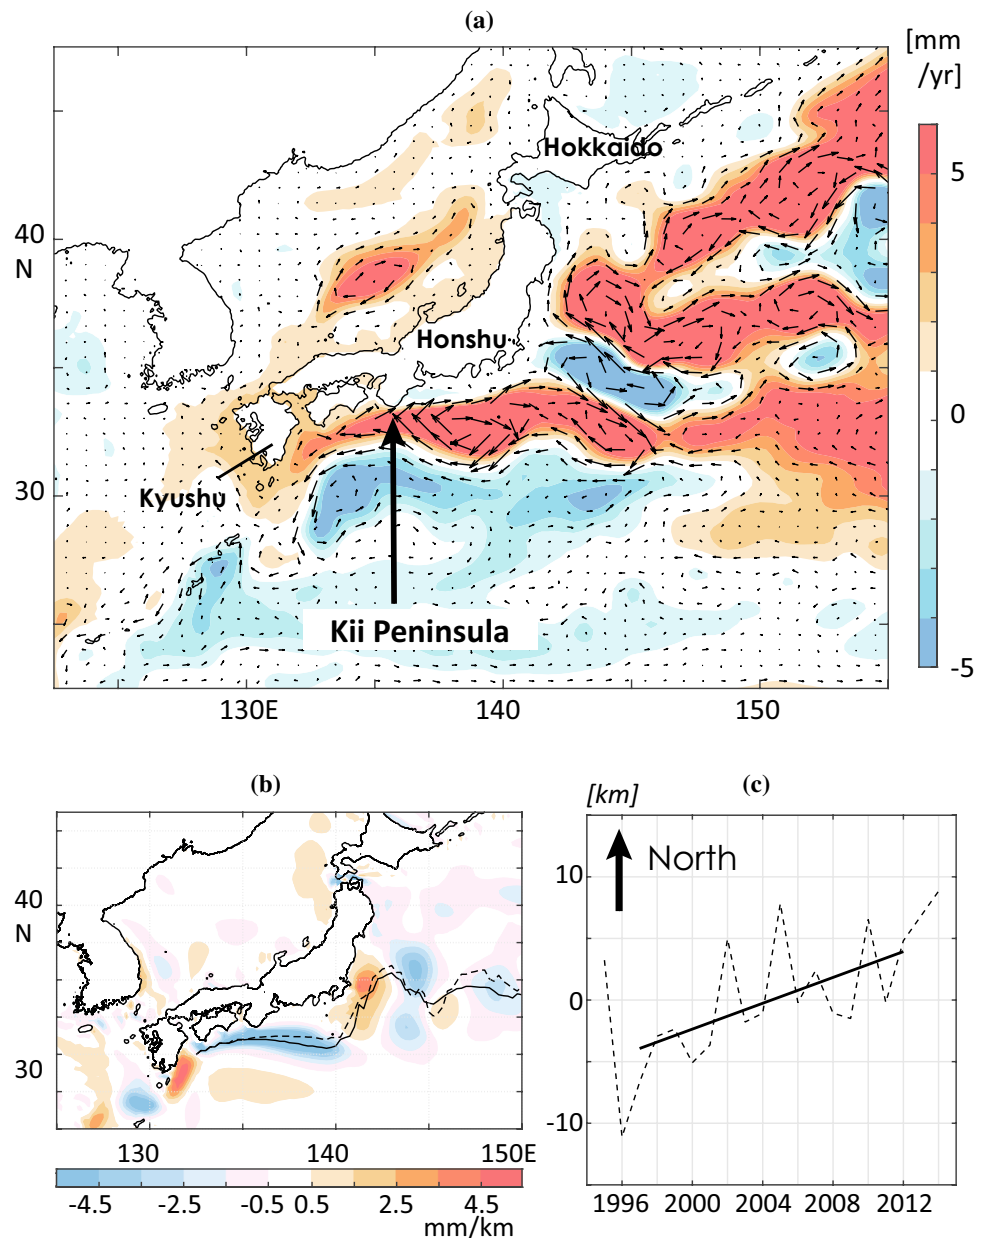 (a)
[mm
/yr]
Hokkaido
5
40
N
Honshu
0
30
Kyushu
Kii Peninsula
-5
130E
140
150
(b)
(c)
[km]
North
40
N
30
10
0
-10
130
140
150E
1996
2000
2004
2008
2012
-4.5
-2.5
-0.5
0.5
2.5
4.5
mm/km